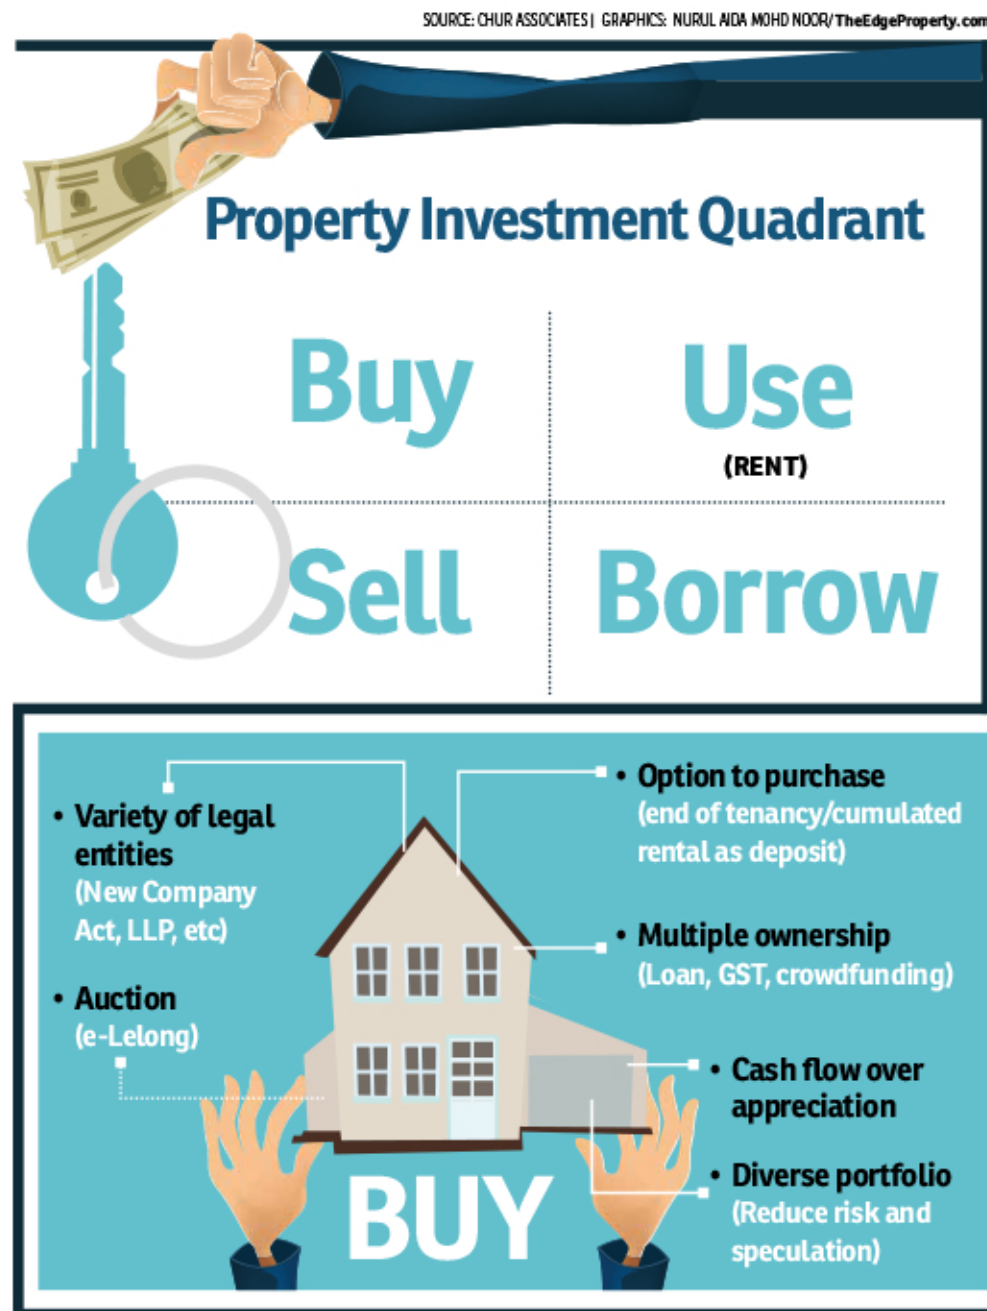 SOURCE: CHUR ASSOCIATES | GRAPHICS: NURUL AIDA MOHD NOOR/TheEdgeProperty.com
Property Investment Quadrant
Buy
Use
(RENT)
Sell
Borrow
• Variety of legal
entities
(New Company
Act, LLP, etc)
• Auction
(e-Lelong)
• Option to purchase
(end of tenancy/cumulated
rental as deposit)
• Multiple ownership
(Loan, GST, crowdfunding)
• Cash flow over
appreciation
• Diverse portfolio
(Reduce risk and
speculation)
BUY